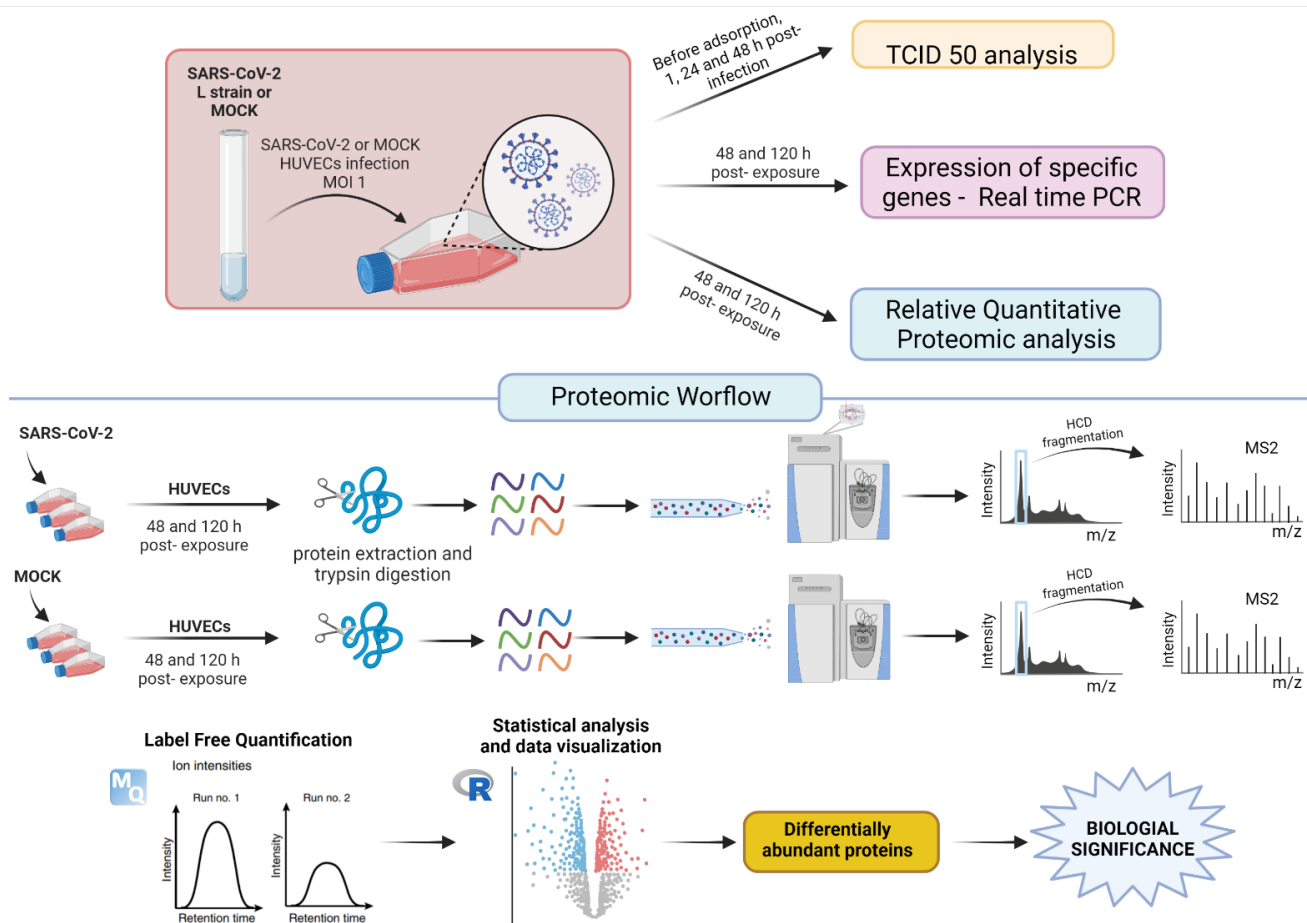 SARS-CoV-2
L strain or
MOCK
SARS-CoV-2 or MOCK
HUVECs infection
MOI 1
Before adsorption,
1, 24 and 48 h post-
infection
TCID 50 analysis
48 and 120 h
post- exposure
Expression of specific
genes - Real time PCR
48 and 120 h
post- exposure
Relative Quantitative
Proteomic analysis
Proteomic Worflow
SARS-CoV-2
HUVECs
48 and 120 h
post- exposure
protein extraction and
trypsin digestion
Intensity
m/z
HCD
fragmentation
MS2
Intensity
m/z
MOCK
HUVECs
48 and 120 h
post- exposure
Intensity
m/z
HCD
fragmentation
MS2
Intensity
m/z
Label Free Quantification
MQ
Ion intensities
Run no. 1
Intensity
Retention time
Run no. 2
Intensity
Retention time
Statistical analysis
and data visualization
R
Differentially
abundant proteins
BIOLOGIAL
SIGNIFICANCE